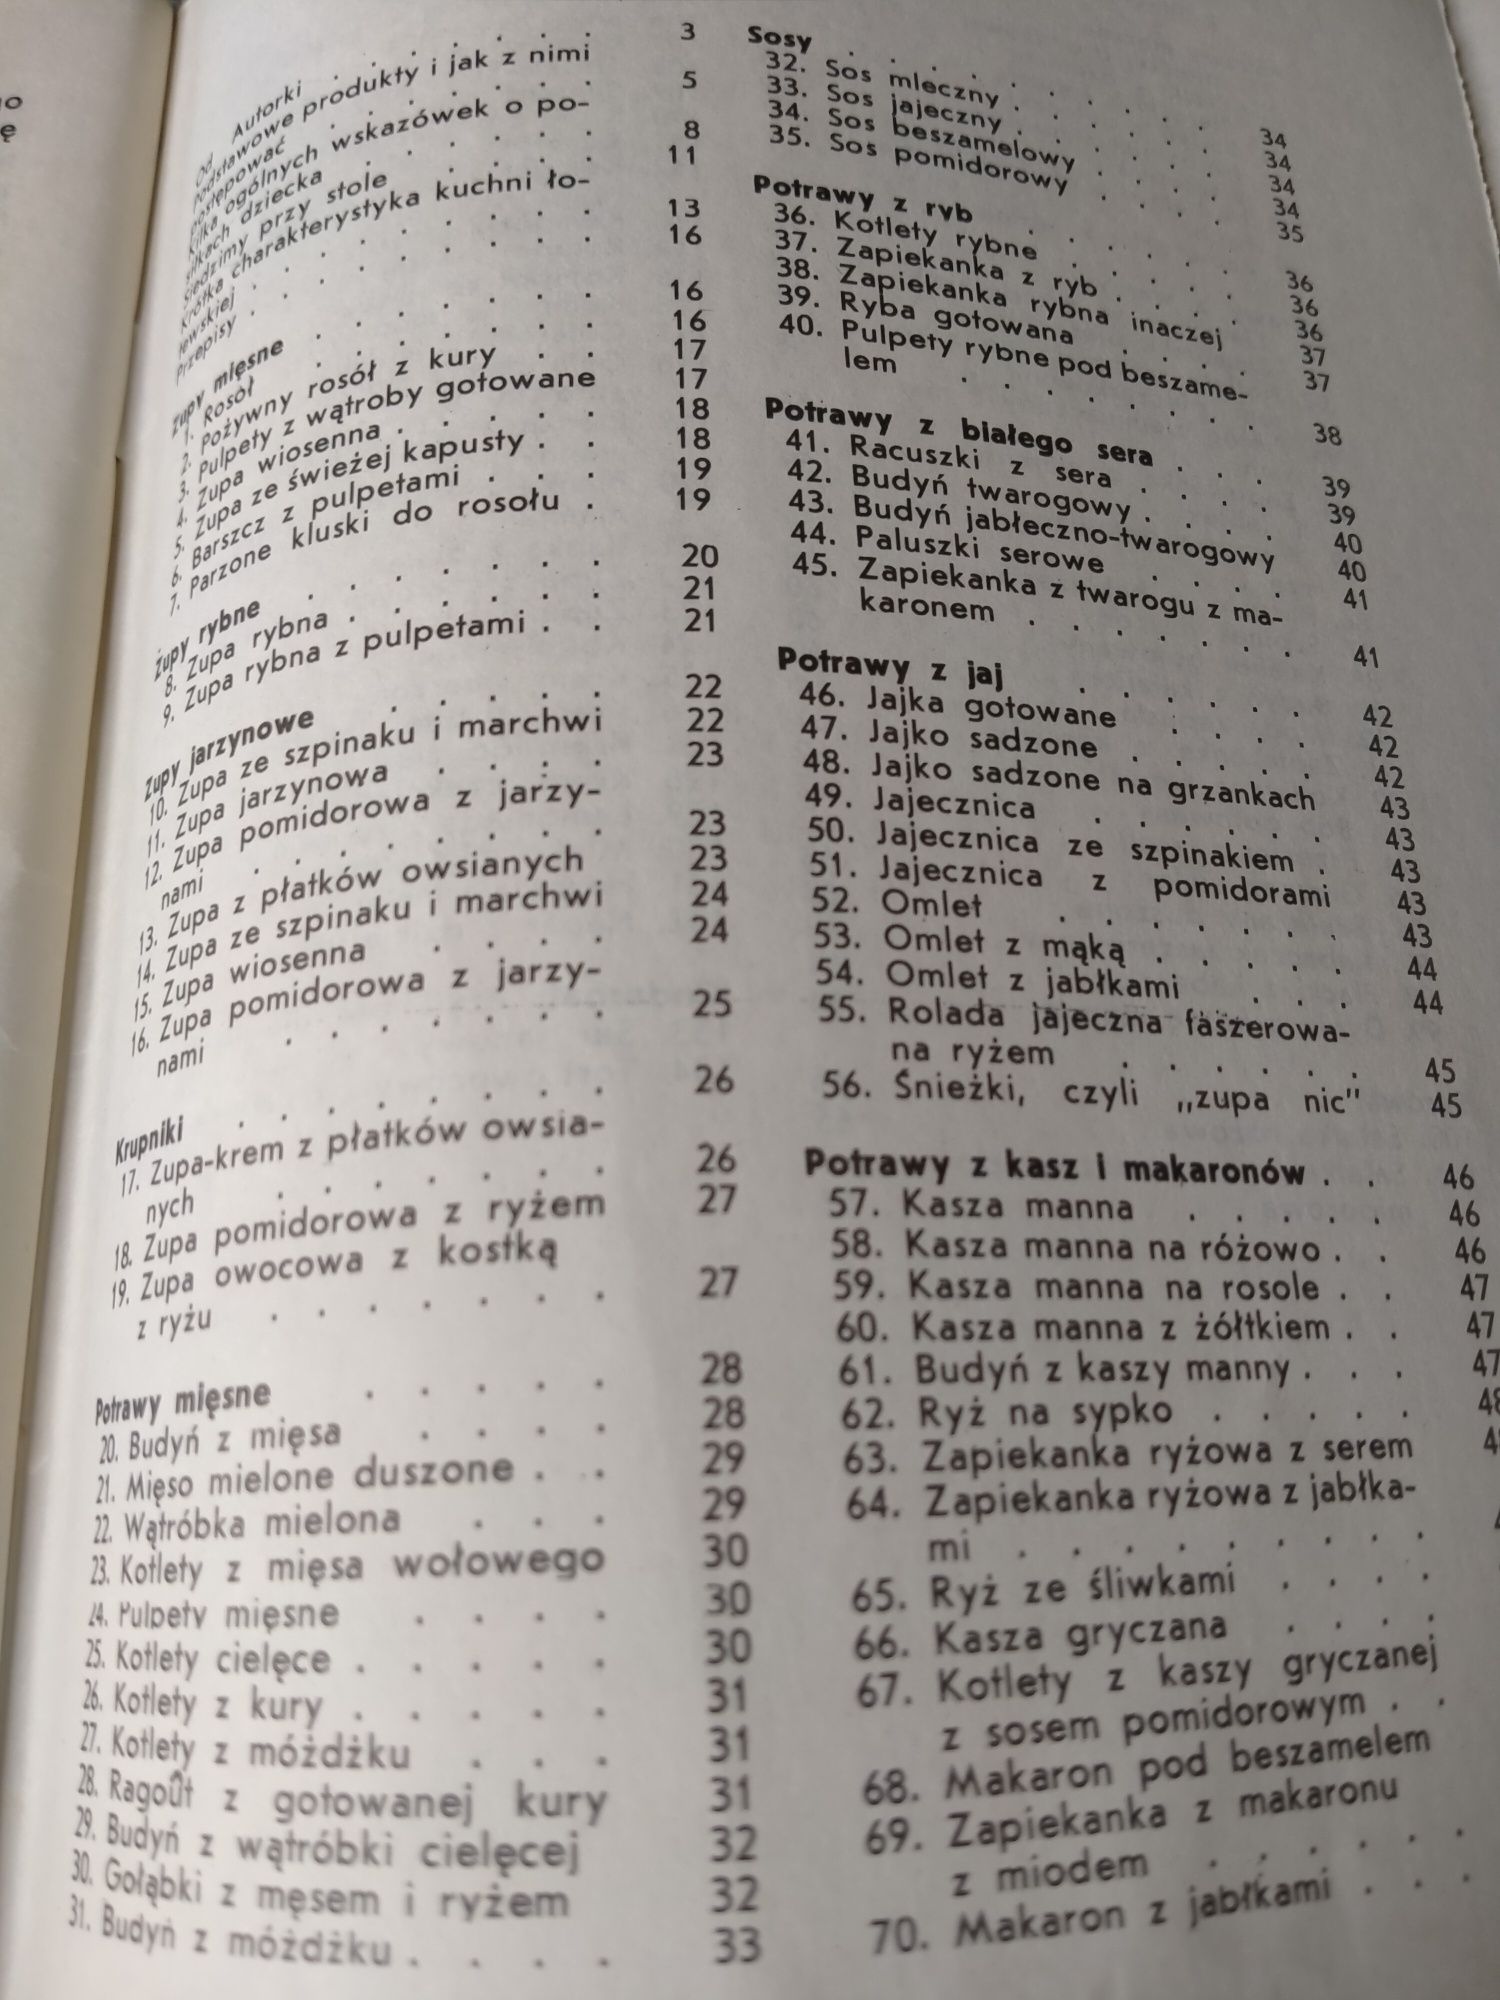 Od Autorki . . . . . . 3
Podstawowe produkty i jak z nimi
postępować . . . . . . 5
Kilka ogólnych wskazówek o po-
siłkach dziecka . . . . . 8
Siedzimy przy stole . . . . 11
Krótka charakterystyka kuchni ło-
tewskiej . . . . . . . 13
Przepisy . . . . . . . 16
Zupy mięsne . . . . . . 16
1. Rosół . . . . . . 16
2. Pożywny rosół z kury . . 17
3. Pulpety z wątroby gotowane 17
4. Zupa wiosenna . . . . . 18
5. Zupa ze świeżej kapusty . . 18
6. Barszcz z pulpetami . . . 19
7. Parzone kluski do rosołu . 19
Zupy rybne . . . . . . 20
8. Zupa rybna . . . . . . 21
9. Zupa rybna z pulpetami . . 21
Zupy jarzynowe . . . . . 22
10. Zupa ze szpinaku i marchwi 22
11. Zupa jarzynowa . . . . 23
12. Zupa pomidorowa z jarzy-
nami . . . . . . . 23
13. Zupa z płatków owsianych 23
14. Zupa ze szpinaku i marchwi 24
15. Zupa wiosenna . . . . 24
16. Zupa pomidorowa z jarzy-
nami . . . . . . 25
Krupniki . . . . . . . 26
17. Zupa-krem z płatków owsia-
nych . . . . . . . 26
18. Zupa pomidorowa z ryżem 27
19. Zupa owocowa z kostką
z ryżu . . . . . . . 27
Potrawy mięsne . . . . . 28
20. Budyń z mięsa . . . . 28
21. Mięso mielone duszone . . 29
22. Wątróbka mielona . . . 29
23. Kotlety z mięsa wołowego 30
24. Pulpety mięsne . . . . 30
25. Kotlety cielęce . . . . . 30
26. Kotlety z kury . . . . . 31
27. Kotlety z móżdżku . . . 31
28. Ragoût z gotowanej kury 31
29. Budyń z wątróbki cielęcej 32
30. Gołąbki z męsem i ryżem 32
31. Budyń z móżdżku . . . . 33
Sosy . . . . . . . . 34
32. Sos mleczny . . . . . 34
33. Sos jajeczny . . . . . 34
34. Sos beszamelowy . . . . 34
35. Sos pomidorowy . . . . 35
Potrawy z ryb . . . . . 36
36. Kotlety rybne . . . . . 36
37. Zapiekanka z ryb . . . . 36
38. Zapiekanka rybna inaczej 37
39. Ryba gotowana . . . . 37
40. Pulpety rybne pod beszame-
lem . . . . . . . 38
Potrawy z białego sera . . . 39
41. Racuszki z sera . . . . 39
42. Budyń twarogowy . . . . 40
43. Budyń jabłeczno-twarogowy 40
44. Paluszki serowe . . . . 41
45. Zapiekanka z twarogu z ma-
karonem . . . . . . . 41
Potrawy z jaj . . . . . . 42
46. Jajka gotowane . . . . 42
47. Jajko sadzone . . . . . 42
48. Jajko sadzone na grzankach 43
49. Jajecznica . . . . . . 43
50. Jajecznica ze szpinakiem . 43
51. Jajecznica z pomidorami 43
52. Omlet . . . . . . . 43
53. Omlet z mąką . . . . . 44
54. Omlet z jabłkami . . . 44
55. Rolada jajeczna faszerowa-
na ryżem . . . . . . 45
56. Śnieżki, czyli „zupa nic" 45
Potrawy z kasz i makaronów . . 46
57. Kasza manna . . . . . 46
58. Kasza manna na różowo . . 46
59. Kasza manna na rosole . . 47
60. Kasza manna z żółtkiem . . 47
61. Budyń z kaszy manny . . . 47
62. Ryż na sypko . . . . .
63. Zapiekanka ryżowa z serem
64. Zapiekanka ryżowa z jabłka-
mi . . . . . . . . .
65. Ryż ze śliwkami . . . .
66. Kasza gryczana . . . .
67. Kotlety z kaszy gryczanej
z sosem pomidorowym . .
68. Makaron pod beszamelem
69. Zapiekanka z makaronu
z miodem . . . . . .
70. Makaron z jabłkami . . .